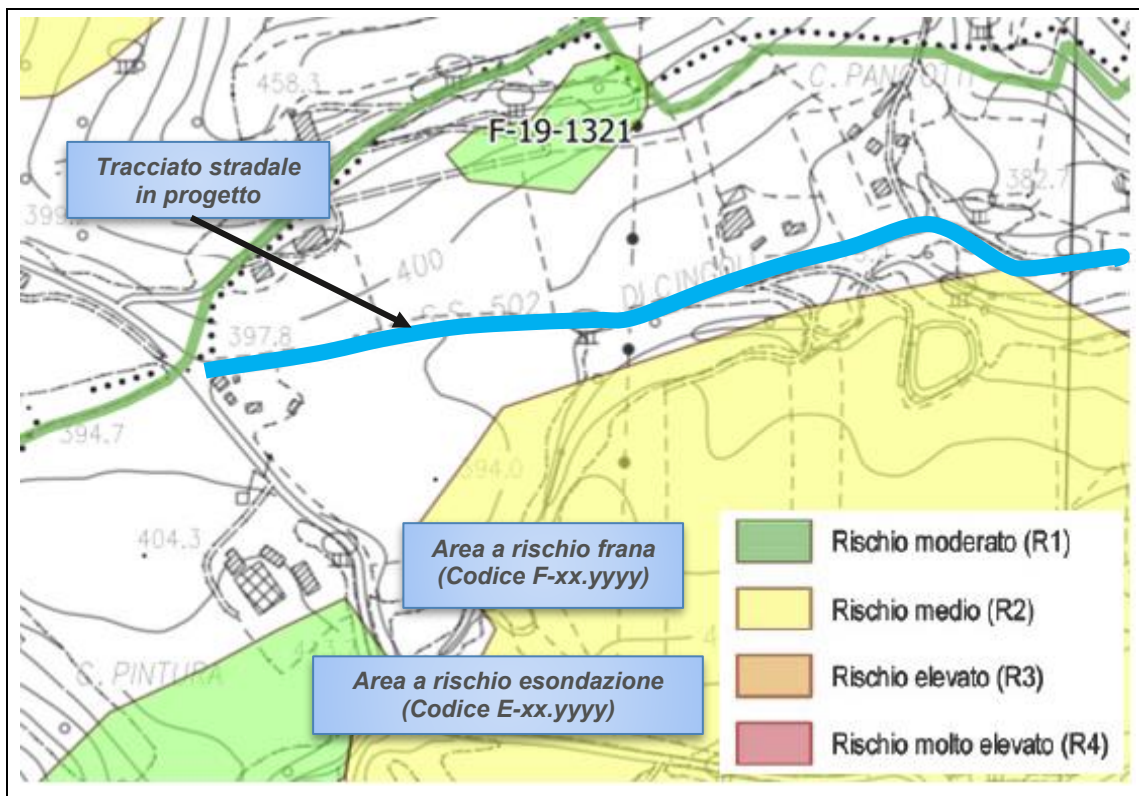 458.3
C. PANCOTTI
F-19-1321
Tracciato stradale
in progetto
382.7
400
S.S. 502 DI CINGOLI
397.8
394.7
394.0
404.3
Area a rischio frana
(Codice F-xx.yyyy)
Rischio moderato (R1)
Rischio medio (R2)
C. PINTURA
Area a rischio esondazione
(Codice E-xx.yyyy)
Rischio elevato (R3)
Rischio molto elevato (R4)